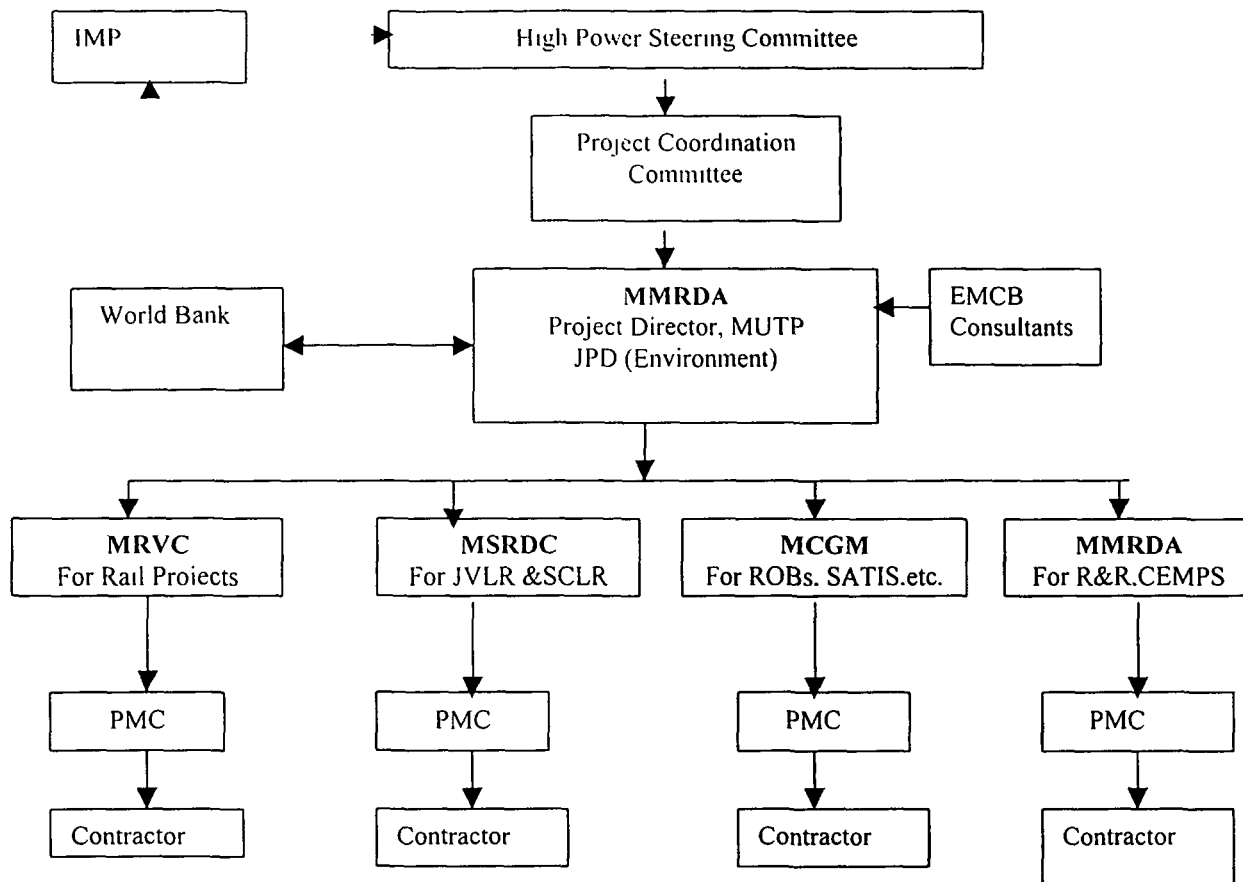 IMP
High Power Steering Committee
Project Coordination
Committee
World Bank
MMRDA
Project Director, MUTP
JPD (Environment)
EMCB
Consultants
MRVC
For Rail Projects
MSRDC
For JVLR &SCLR
MCGM
For ROBs. SATIS.etc.
MMRDA
For R&R.CEMPS
PMC
PMC
PMC
PMC
Contractor
Contractor
Contractor
Contractor